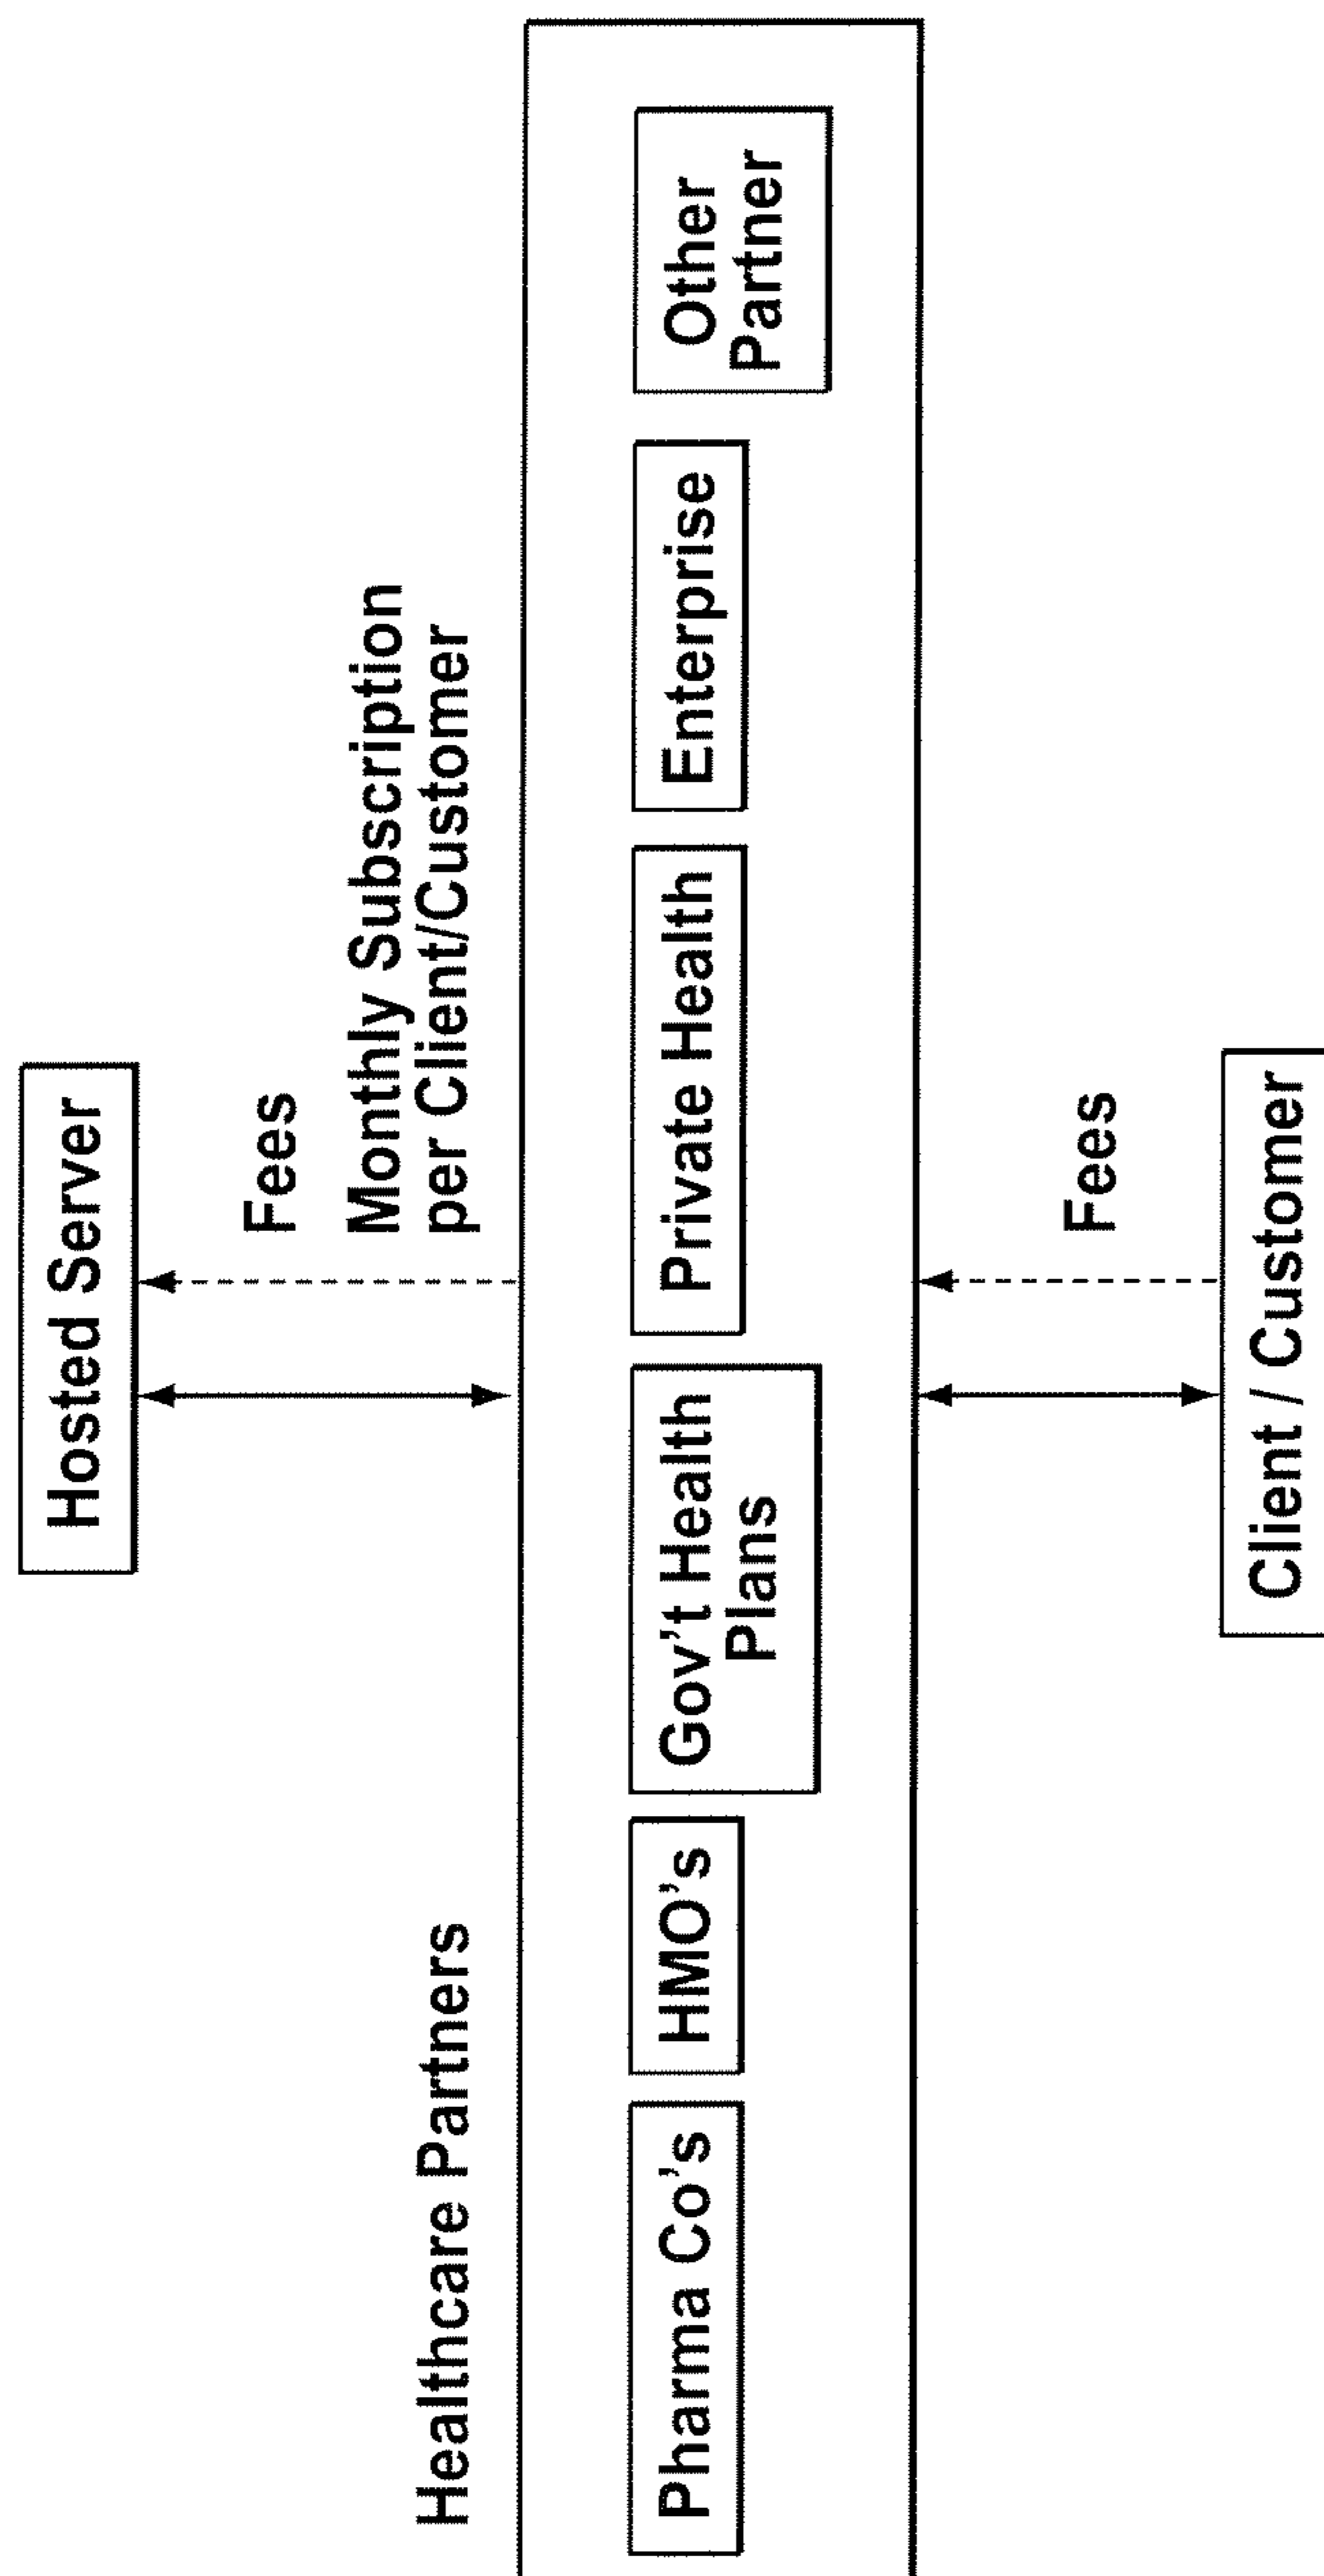 Hosted Server
Fees
Monthly Subscription
per Client/Customer
Healthcare Partners
Pharma Co's
HMO's
Gov't Health
Plans
Private Health
Enterprise
Other
Partner
Fees
Client / Customer